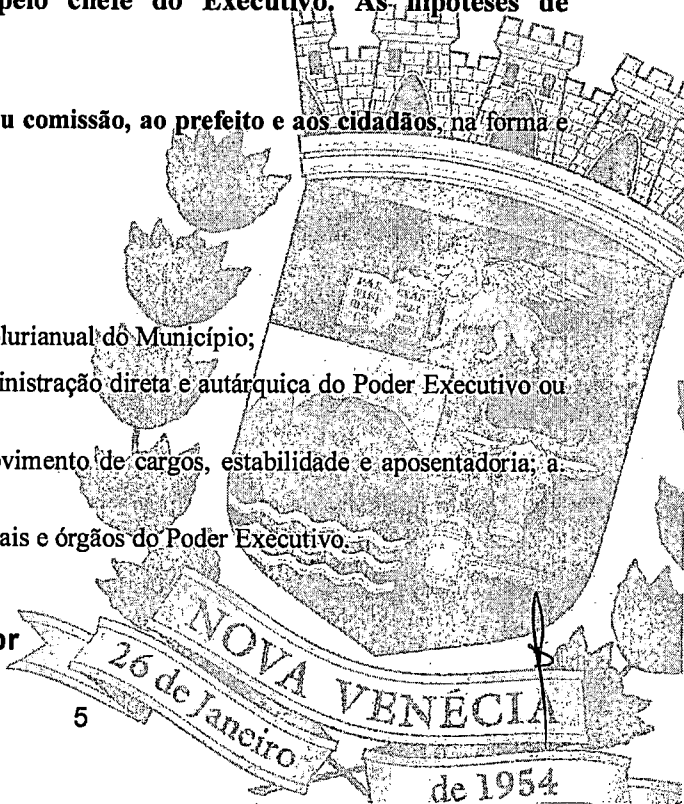 pelo chefe do Executivo. As hipóteses de
u comissão, ao prefeito e aos cidadãos, na forma e
lurianual do Município;
ministração direta e autárquica do Poder Executivo ou
ovimento de cargos, estabilidade e aposentadoria; a
ais e órgãos do Poder Executivo.
or
5
NOVA VENÉCIA
26 de Janeiro
de 1954